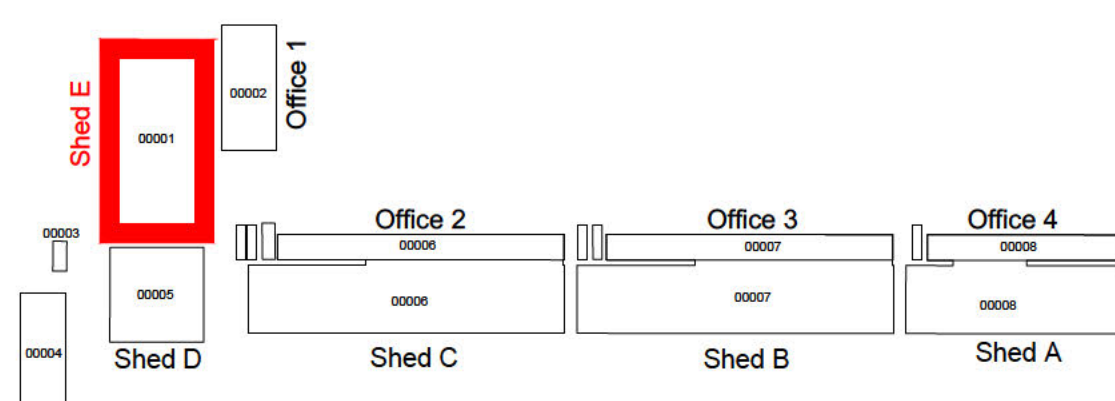 Shed E
00001
00002
Office 1
00003
Office 2
Office 3
Office 4
00006
00007
00008
00005
00006
00007
00008
00004
Shed D
Shed C
Shed B
Shed A